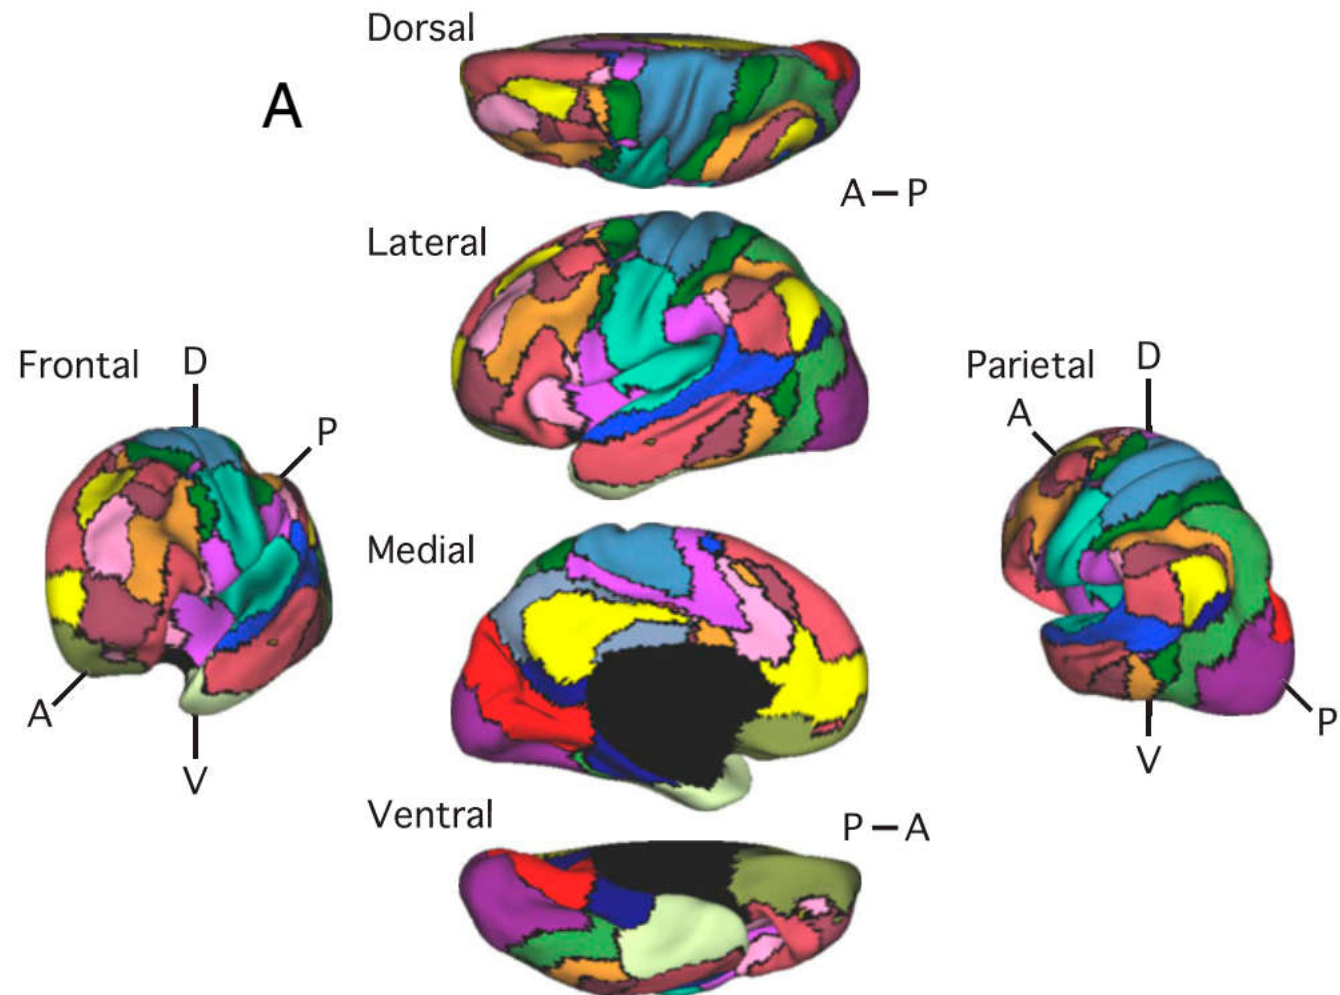 Dorsal
A
A – P
Lateral
Frontal
D
P
A
V
Parietal
D
A
P
V
Medial
Ventral
P – A